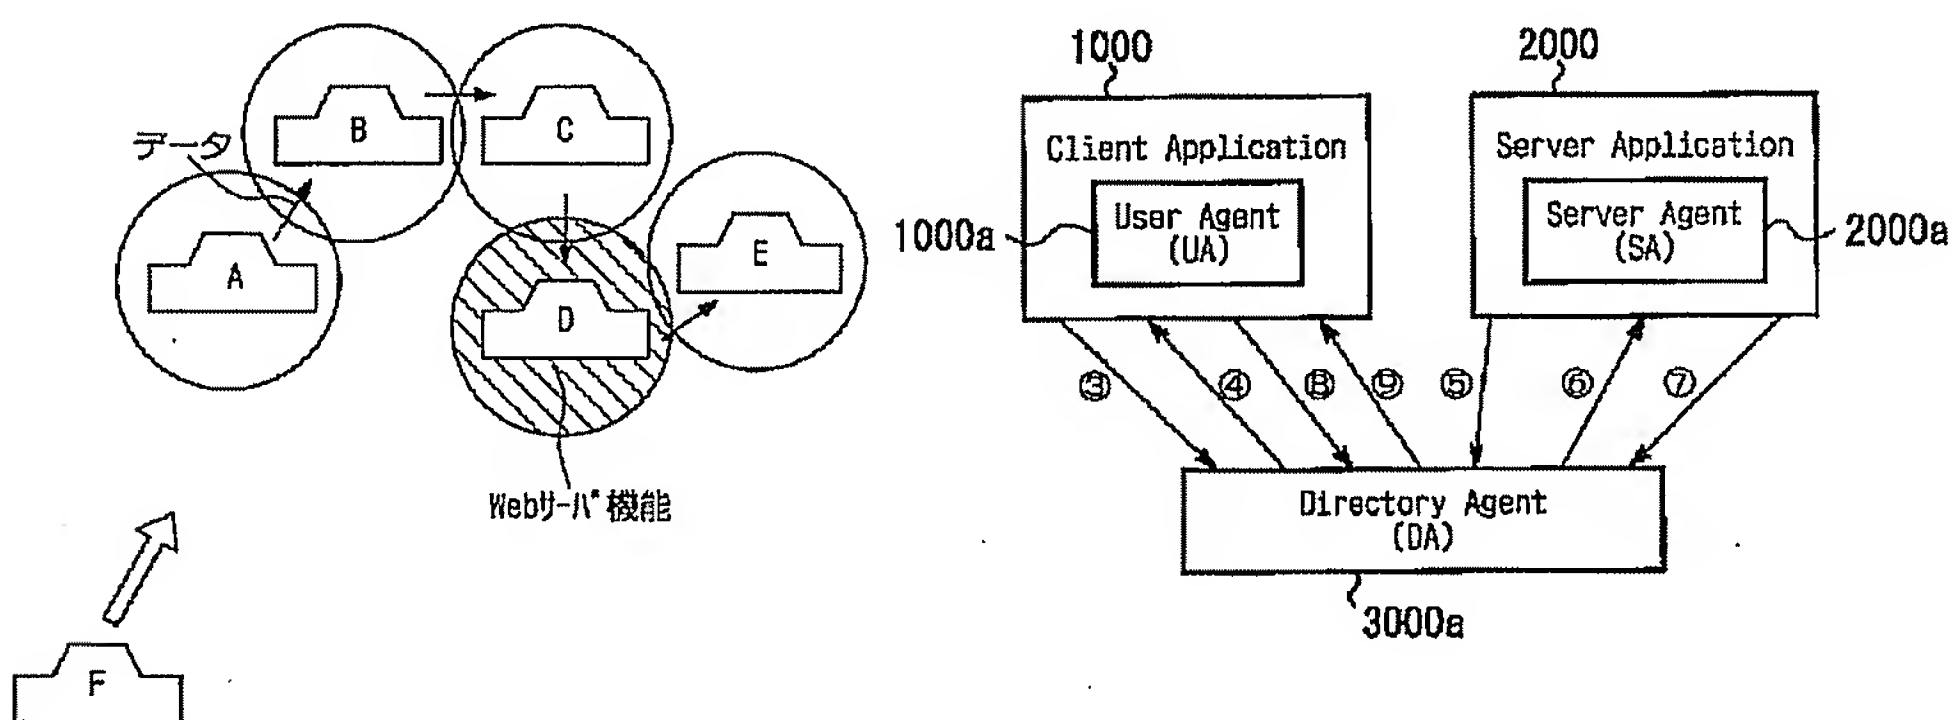 データ
A
B
C
D
E
Webサーバ機能
F
1000
Client Application
User Agent
(UA)
1000a
2000
Server Application
Server Agent
(SA)
2000a
③
④
⑧
⑨
⑤
⑥
⑦
Directory Agent
(DA)
3000a